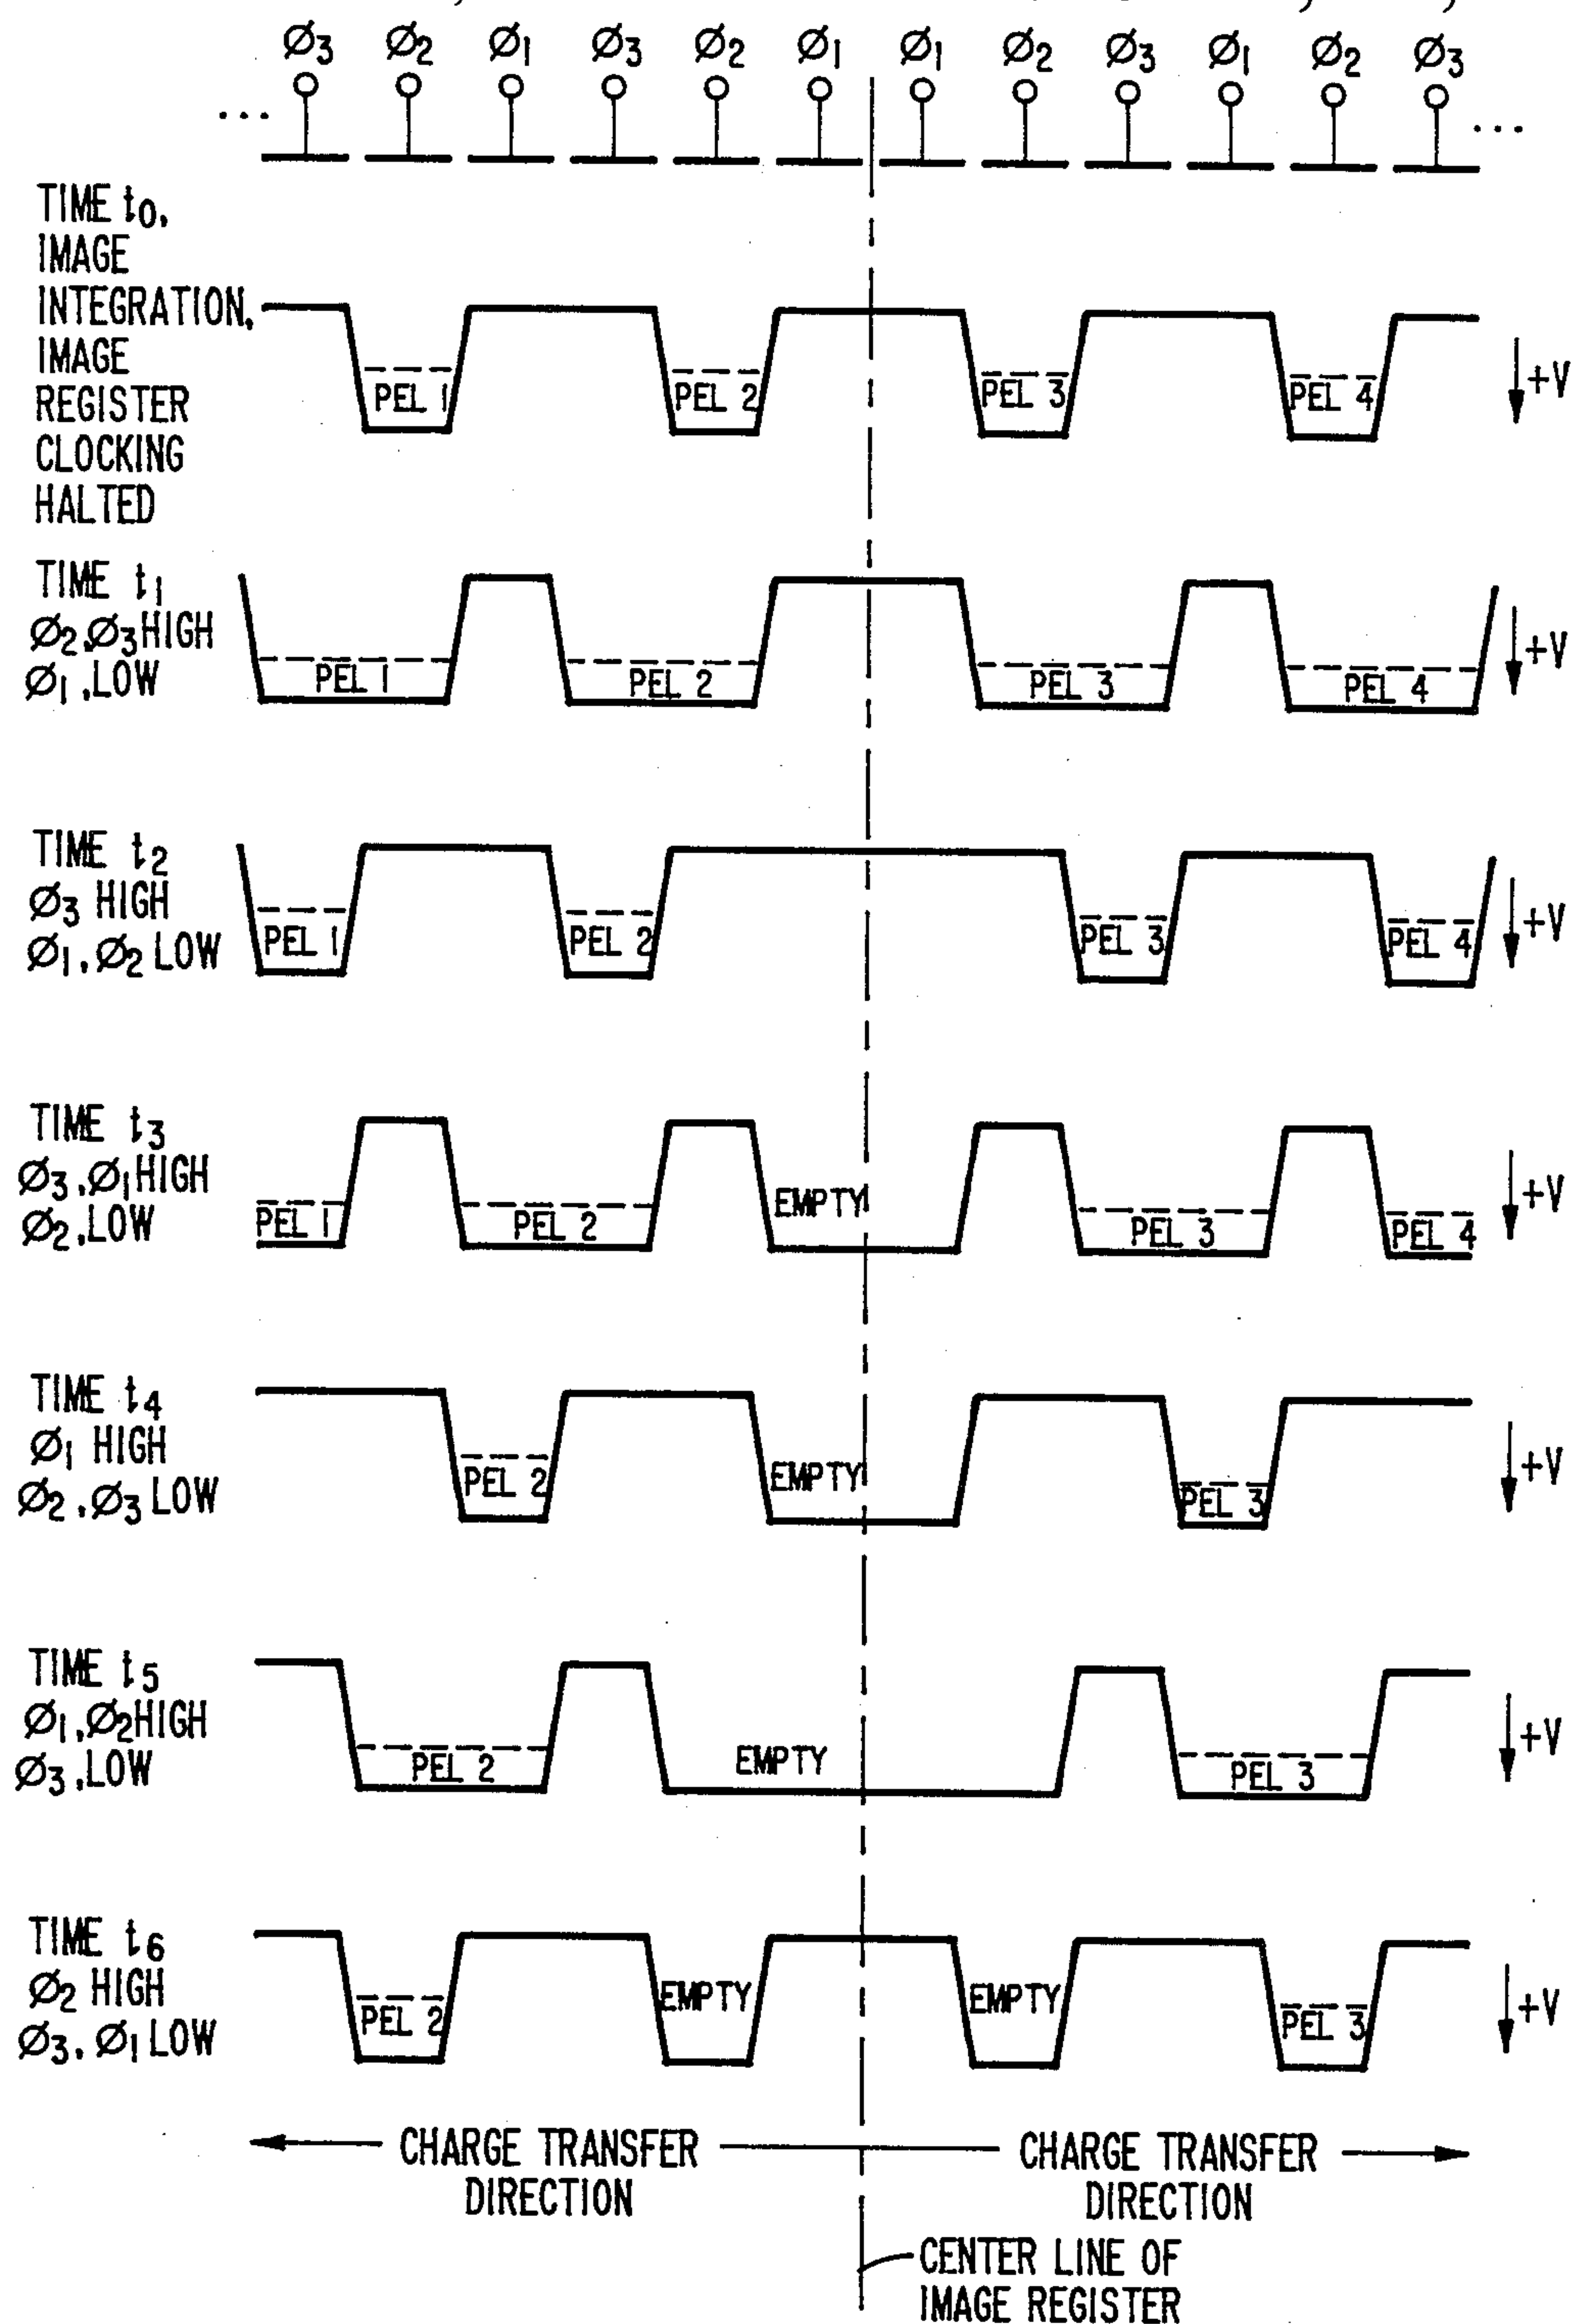 Ø3 Ø2 Ø1 Ø3 Ø2 Ø1 Ø1 Ø2 Ø3 Ø1 Ø2 Ø3
... ...
TIME t0,
IMAGE
INTEGRATION,
IMAGE
REGISTER
CLOCKING
HALTED
PEL 1 PEL 2 PEL 3 PEL 4 +V
TIME t1
Ø2,Ø3 HIGH
Ø1,LOW
PEL 1 PEL 2 PEL 3 PEL 4 +V
TIME t2
Ø3 HIGH
Ø1,Ø2 LOW
PEL 1 PEL 2 PEL 3 PEL 4 +V
TIME t3
Ø3,Ø1 HIGH
Ø2,LOW
PEL 1 PEL 2 EMPTY PEL 3 PEL 4 +V
TIME t4
Ø1 HIGH
Ø2,Ø3 LOW
PEL 2 EMPTY PEL 3 +V
TIME t5
Ø1,Ø2 HIGH
Ø3,LOW
PEL 2 EMPTY PEL 3 +V
TIME t6
Ø2 HIGH
Ø3,Ø1 LOW
PEL 2 EMPTY EMPTY PEL 3 +V
CHARGE TRANSFER
DIRECTION
CHARGE TRANSFER
DIRECTION
CENTER LINE OF
IMAGE REGISTER